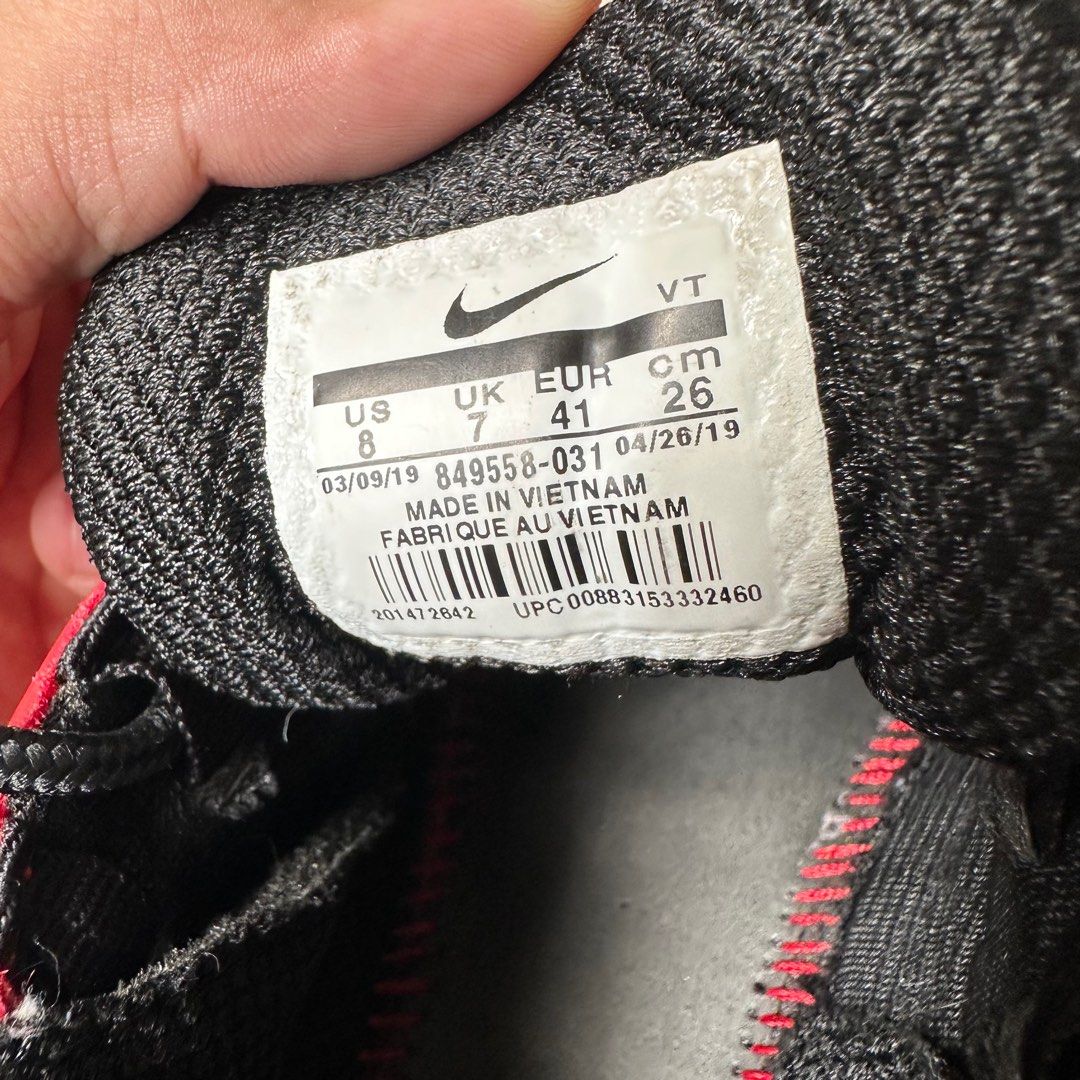 VT
US UK EUR cm
8 7 41 26
03/09/19 849558-031 04/26/19
MADE IN VIETNAM
FABRIQUE AU VIETNAM
201472642 UPC 00883153332460